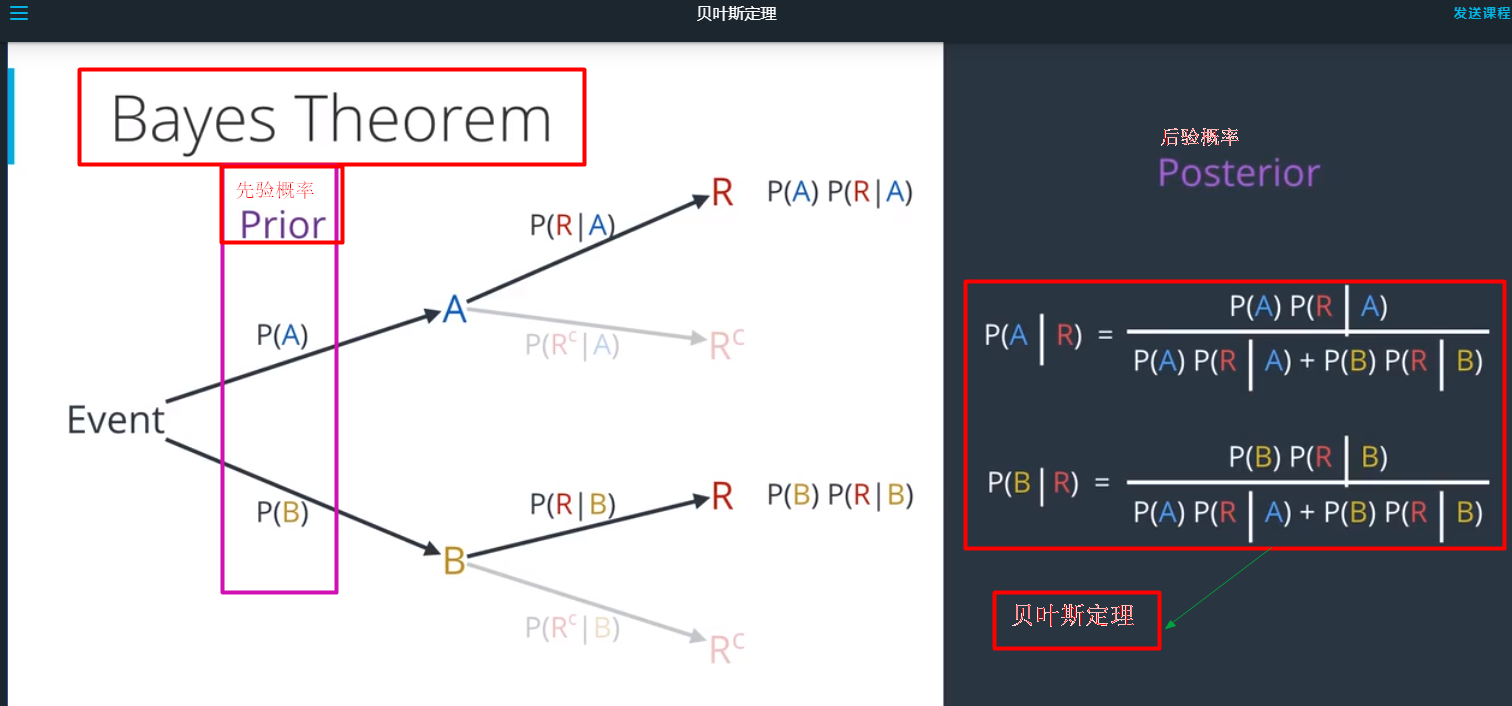 贝叶斯定理
发送课程
Bayes Theorem
先验概率
Prior
P(A)
P(B)
Event
A
B
P(R|A)
P(Rᶜ|A)
P(R|B)
P(Rᶜ|B)
R
Rᶜ
R
Rᶜ
P(A) P(R|A)
P(B) P(R|B)
后验概率
Posterior
P(A|R) = P(A) P(R|A) / P(A) P(R|A) + P(B) P(R|B)
P(B|R) = P(B) P(R|B) / P(A) P(R|A) + P(B) P(R|B)
贝叶斯定理